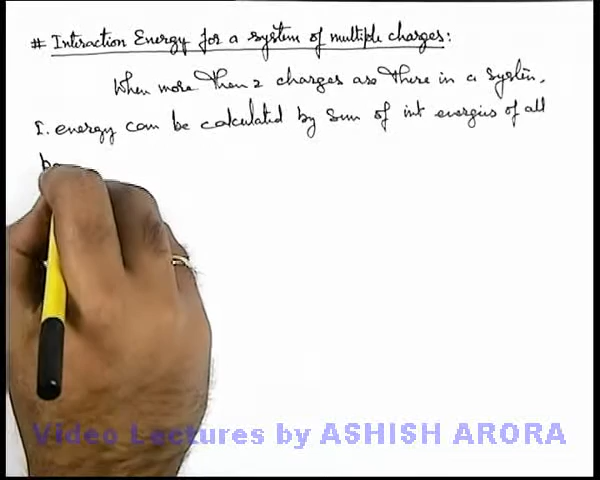 # Interaction Energy for a system of multiple charges:
When more than 2 charges are there in a system,
I. energy can be calculated by sum of int energies of all
Video Lectures by ASHISH ARORA